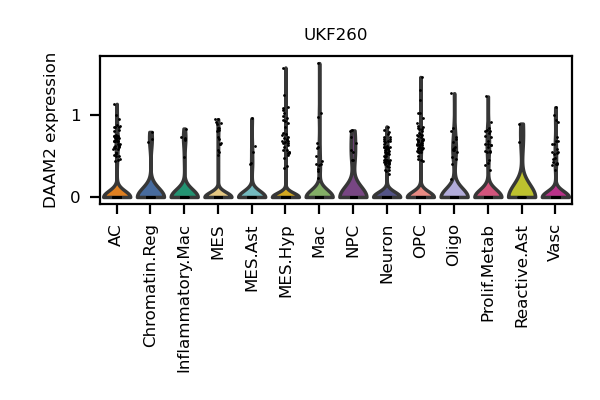 UKF260
DAAM2 expression
1
0
AC
Chromatin.Reg
Inflammatory.Mac
MES
MES.Ast
MES.Hyp
Mac
NPC
Neuron
OPC
Oligo
Prolif.Metab
Reactive.Ast
Vasc